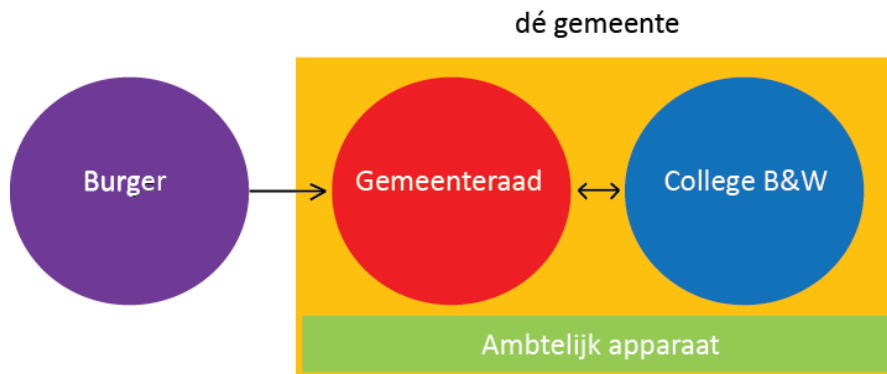 dé gemeente
Burger
Gemeenteraad
College B&W
Ambtelijk apparaat